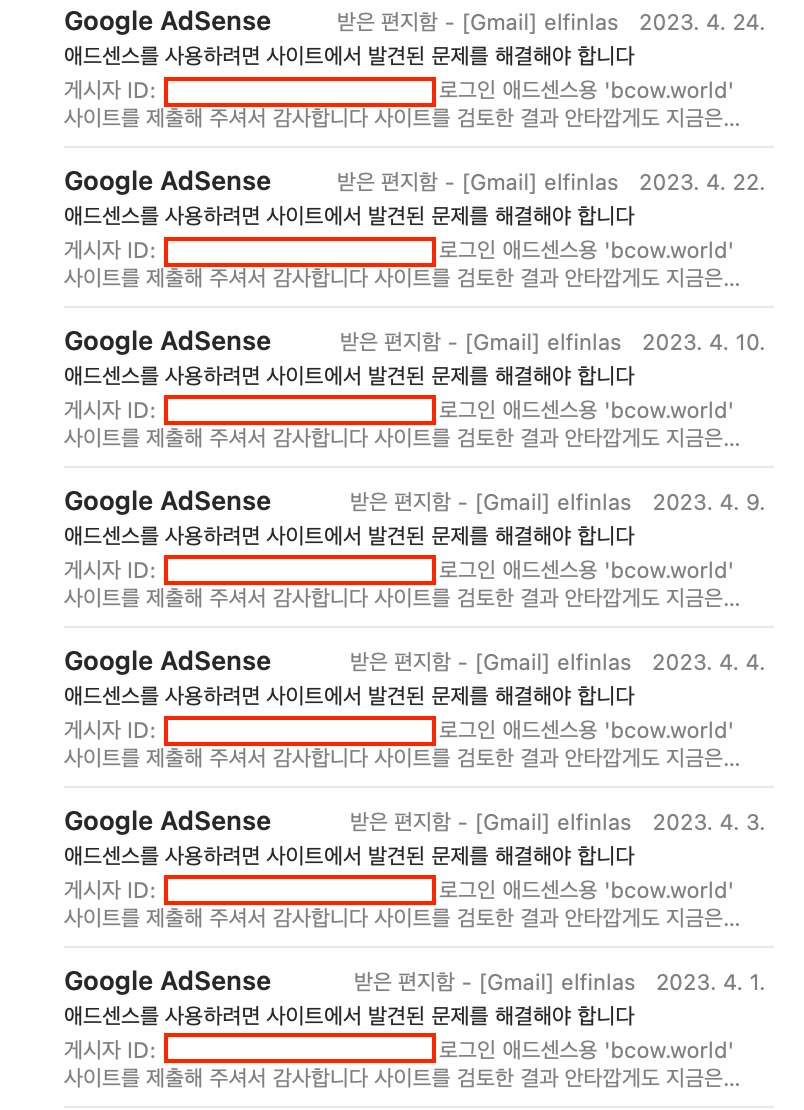 Google AdSense 받은 편지함 - [Gmail] elfinlas 2023. 4. 24.
애드센스를 사용하려면 사이트에서 발견된 문제를 해결해야 합니다
게시자 ID: 로그인 애드센스용 'bcow.world'
사이트를 제출해 주셔서 감사합니다 사이트를 검토한 결과 안타깝게도 지금은...
Google AdSense 받은 편지함 - [Gmail] elfinlas 2023. 4. 22.
애드센스를 사용하려면 사이트에서 발견된 문제를 해결해야 합니다
게시자 ID: 로그인 애드센스용 'bcow.world'
사이트를 제출해 주셔서 감사합니다 사이트를 검토한 결과 안타깝게도 지금은...
Google AdSense 받은 편지함 - [Gmail] elfinlas 2023. 4. 10.
애드센스를 사용하려면 사이트에서 발견된 문제를 해결해야 합니다
게시자 ID: 로그인 애드센스용 'bcow.world'
사이트를 제출해 주셔서 감사합니다 사이트를 검토한 결과 안타깝게도 지금은...
Google AdSense 받은 편지함 - [Gmail] elfinlas 2023. 4. 9.
애드센스를 사용하려면 사이트에서 발견된 문제를 해결해야 합니다
게시자 ID: 로그인 애드센스용 'bcow.world'
사이트를 제출해 주셔서 감사합니다 사이트를 검토한 결과 안타깝게도 지금은...
Google AdSense 받은 편지함 - [Gmail] elfinlas 2023. 4. 4.
애드센스를 사용하려면 사이트에서 발견된 문제를 해결해야 합니다
게시자 ID: 로그인 애드센스용 'bcow.world'
사이트를 제출해 주셔서 감사합니다 사이트를 검토한 결과 안타깝게도 지금은...
Google AdSense 받은 편지함 - [Gmail] elfinlas 2023. 4. 3.
애드센스를 사용하려면 사이트에서 발견된 문제를 해결해야 합니다
게시자 ID: 로그인 애드센스용 'bcow.world'
사이트를 제출해 주셔서 감사합니다 사이트를 검토한 결과 안타깝게도 지금은...
Google AdSense 받은 편지함 - [Gmail] elfinlas 2023. 4. 1.
애드센스를 사용하려면 사이트에서 발견된 문제를 해결해야 합니다
게시자 ID: 로그인 애드센스용 'bcow.world'
사이트를 제출해 주셔서 감사합니다 사이트를 검토한 결과 안타깝게도 지금은...